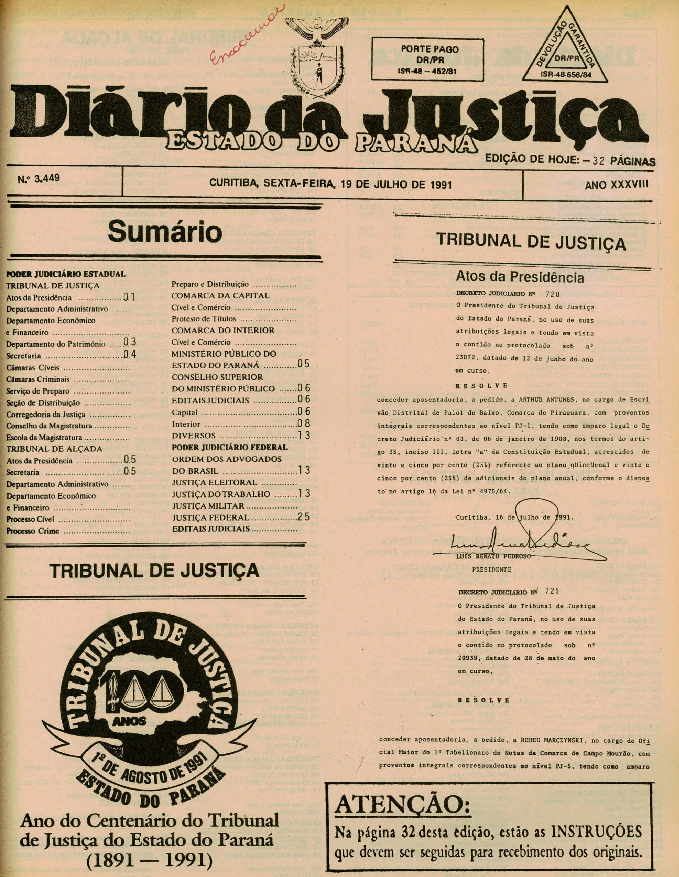 Encadernar
PORTE PAGO
DR/PR
ISR-48 — 452/81
DEVOLUÇÃO GARANTIDA
DR/PR
ISR-48-656/84
Diário da Justiça
ESTADO DO PARANÁ
EDIÇÃO DE HOJE: - 32 PÁGINAS
N.º 3.449
CURITIBA, SEXTA-FEIRA, 19 DE JULHO DE 1991
ANO XXXVIII
Sumário
PODER JUDICIÁRIO ESTADUAL
TRIBUNAL DE JUSTIÇA
Atos da Presidência ............... 01
Departamento Administrativo .....
Departamento Econômico
e Financeiro ........................
Departamento do Patrimônio .... 03
Secretaria ........................ 04
Câmaras Cíveis .....................
Câmaras Criminais ..................
Serviço de Preparo .................
Seção de Distribuição ..............
Corregedoria da Justiça ............
Conselho da Magistratura ...........
Escola da Magistratura .............
TRIBUNAL DE ALÇADA
Atos da Presidência ............... 05
Secretaria ........................ 05
Departamento Administrativo .....
Departamento Econômico
e Financeiro ........................
Processo Cível .....................
Processo Crime .....................
Preparo e Distribuição .............
COMARCA DA CAPITAL
Cível e Comércio ...................
Protesto de Títulos ................
COMARCA DO INTERIOR
Cível e Comércio ...................
MINISTÉRIO PÚBLICO DO
ESTADO DO PARANÁ .......... 05
CONSELHO SUPERIOR
DO MINISTÉRIO PÚBLICO ...... 06
EDITAIS JUDICIAIS ............. 06
Capital ........................... 06
Interior .......................... 08
DIVERSOS ....................... 13
PODER JUDICIÁRIO FEDERAL
ORDEM DOS ADVOGADOS
DO BRASIL ...................... 13
JUSTIÇA ELEITORAL ...............
JUSTIÇA DO TRABALHO ........ 13
JUSTIÇA MILITAR ..................
JUSTIÇA FEDERAL .............. 25
EDITAIS JUDICIAIS ................
TRIBUNAL DE JUSTIÇA
TRIBUNAL DE JUSTIÇA
100
ANOS
1º DE AGOSTO DE 1991
ESTADO DO PARANÁ
Ano do Centenário do Tribunal
de Justiça do Estado do Paraná
(1891 — 1991)
TRIBUNAL DE JUSTIÇA
Atos da Presidência
DECRETO JUDICIÁRIO Nº 720
O Presidente do Tribunal de Justiça
do Estado do Paraná, no uso de suas
atribuições legais e tendo em vista
o contido no protocolado sob nº
23072, datado de 12 de junho do ano
em curso,
R E S O L V E
conceder aposentadoria, a pedido, a ARTHUR ANTUNES, no cargo de Escri
vão Distrital de Palol de Baixo, Comarca de Piraquara, com proventos
integrais correspondentes ao nível PJ-1, tendo como amparo legal o De
creto Judiciário nº 03, de 06 de janeiro de 1988, nos termos do arti-
go 35, inciso III, letra "a" da Constituição Estadual, acrescidos de
vinte e cinco por cento (25%) referente ao plano qüinqüenal e vinte e
cinco por cento (25%) de adicionais do plano anual, conforme o dispos
to no artigo 16 da Lei nº 4975/64.
Curitiba, 16 de julho de 1991.
LUÍS RENATO PEDROSO
PRESIDENTE
DECRETO JUDICIÁRIO Nº 721
O Presidente do Tribunal de Justiça
do Estado do Paraná, no uso de suas
atribuições legais e tendo em vista
o contido no protocolado sob nº
20939, datado de 28 de maio do ano
em curso,
R E S O L V E
conceder aposentadoria, a pedido, a ROMEU MARCZYNSKI, no cargo de Ofi
cial Maior do 1º Tabelionato de Notas da Comarca de Campo Mourão, com
proventos integrais correspondentes ao nível PJ-5, tendo como amparo
ATENÇÃO:
Na página 32 desta edição, estão as INSTRUÇÕES
que devem ser seguidas para recebimento dos originais.